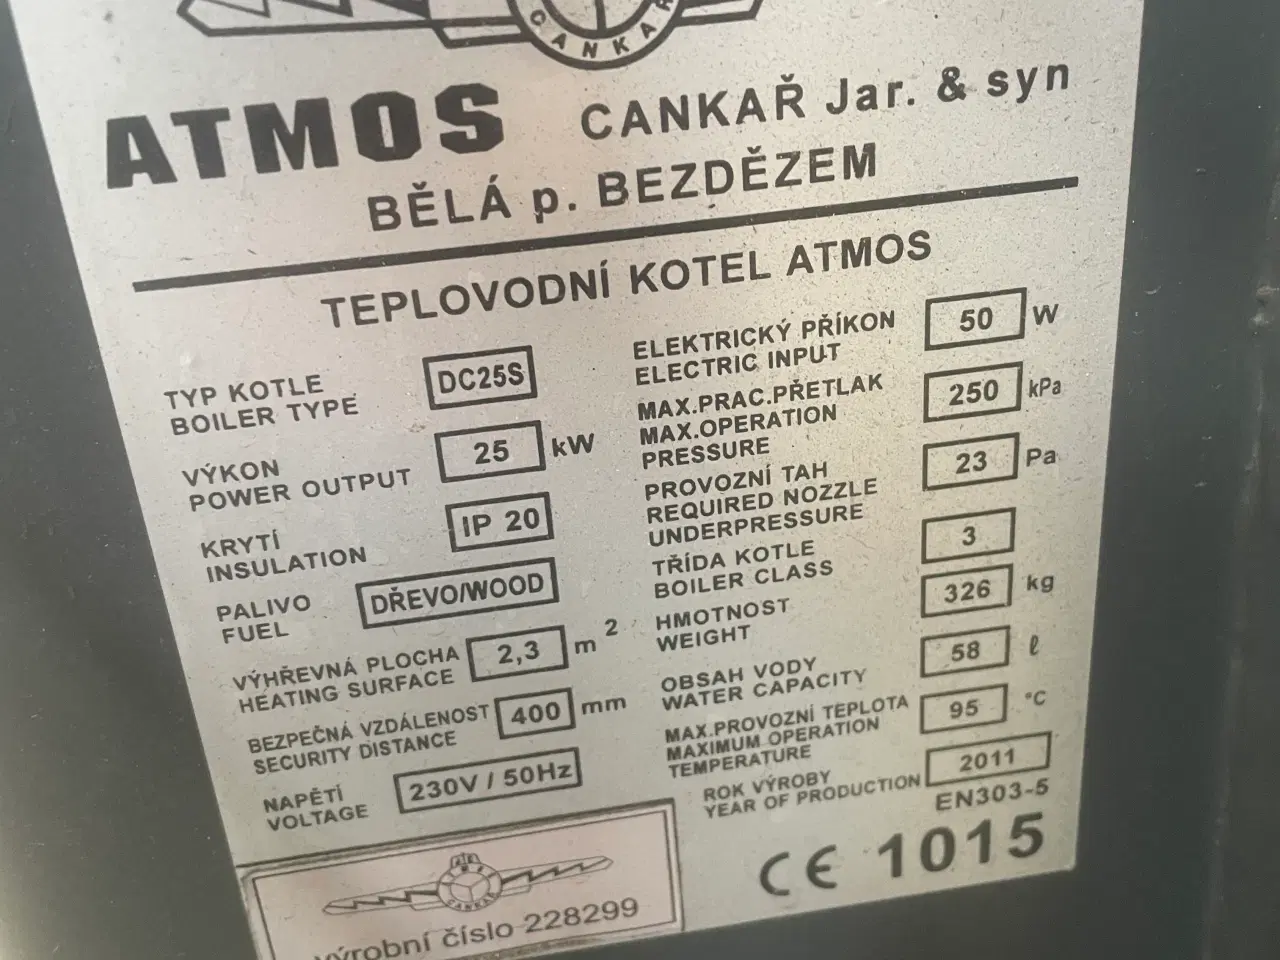 CANKAŘ
ATMOS CANKAŘ Jar. & syn
BĚLÁ p. BEZDĚZEM
TEPLOVODNÍ KOTEL ATMOS
TYP KOTLE
BOILER TYPE
DC25S
VÝKON
POWER OUTPUT
25 kW
KRYTÍ
INSULATION
IP 20
PALIVO
FUEL
DŘEVO/WOOD
VÝHŘEVNÁ PLOCHA
HEATING SURFACE
2,3 m²
BEZPEČNÁ VZDÁLENOST
SECURITY DISTANCE
400 mm
NAPĚTÍ
VOLTAGE
230V / 50Hz
ELEKTRICKÝ PŘÍKON
ELECTRIC INPUT
50 W
MAX.PRAC.PŘETLAK
MAX.OPERATION
PRESSURE
250 kPa
PROVOZNÍ TAH
REQUIRED NOZZLE
UNDERPRESSURE
23 Pa
TŘÍDA KOTLE
BOILER CLASS
3
HMOTNOST
WEIGHT
326 kg
OBSAH VODY
WATER CAPACITY
58 ℓ
MAX.PROVOZNÍ TEPLOTA
MAXIMUM OPERATION
TEMPERATURE
95 °C
ROK VÝROBY
YEAR OF PRODUCTION
2011
EN303-5
CE 1015
CANKAŘ
výrobní číslo 228299